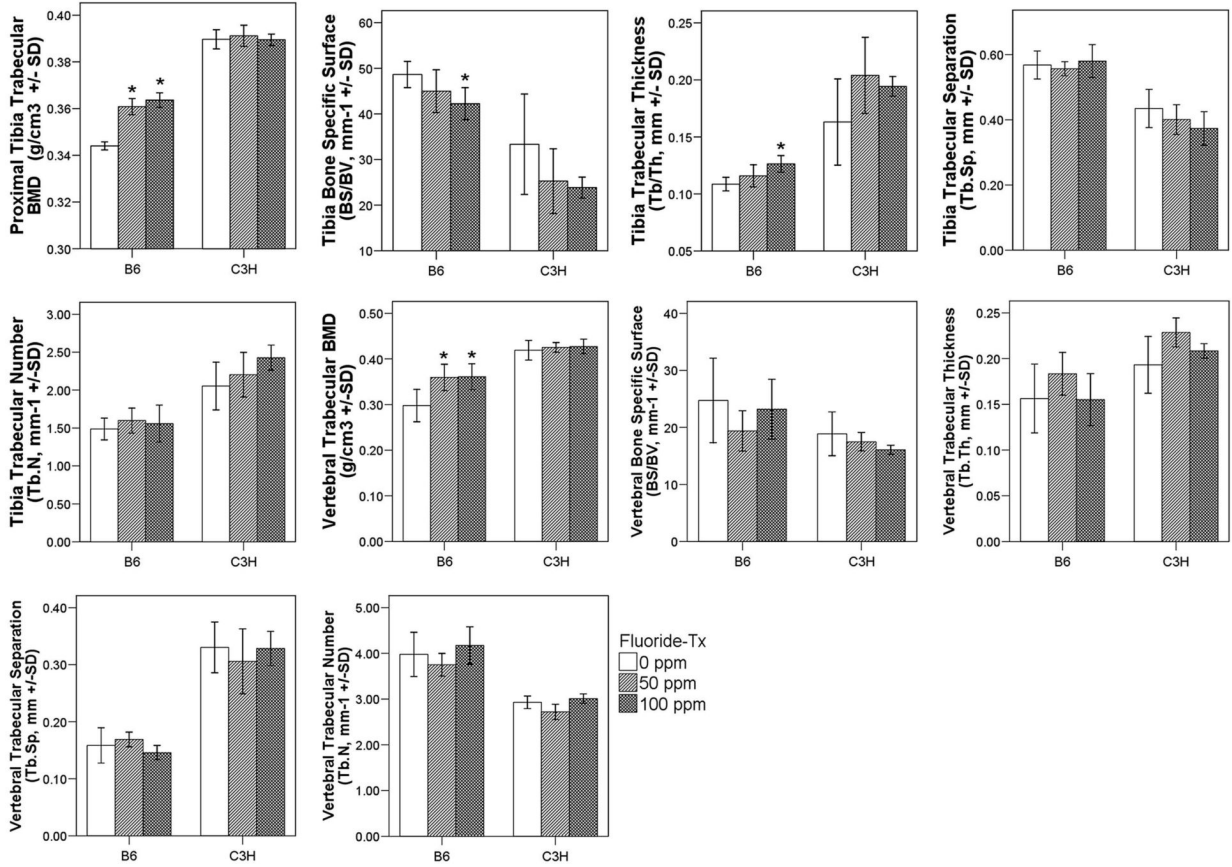 Proximal Tibia Trabecular
BMD (g/cm3 +/- SD)
0.40
0.38
0.36
0.34
0.32
0.30
* *
B6 C3H
Tibia Bone Specific Surface
(BS/BV, mm-1 +/- SD)
60
50
40
30
20
10
*
B6 C3H
Tibia Trabecular Thickness
(Tb/Th, mm +/- SD)
0.25
0.20
0.15
0.10
0.05
*
B6 C3H
Tibia Trabecular Separation
(Tb.Sp, mm +/- SD)
0.60
0.40
0.20
0.00
B6 C3H
Tibia Trabecular Number
(Tb.N, mm-1 +/-SD)
3.00
2.50
2.00
1.50
1.00
.50
0.00
B6 C3H
Vertebral Trabecular BMD
(g/cm3 +/-SD)
0.50
0.40
0.30
0.20
0.10
0.00
* *
B6 C3H
Vertebral Bone Specific Surface
(BS/BV, mm-1 +/-SD)
40
30
20
10
0
B6 C3H
Vertebral Trabecular Thickness
(Tb.Th, mm +/-SD)
0.25
0.20
0.15
0.10
0.05
0.00
B6 C3H
Vertebral Trabecular Separation
(Tb.Sp, mm +/-SD)
0.40
0.30
0.20
0.10
0.00
B6 C3H
Vertebral Trabecular Number
(Tb.N, mm-1 +/-SD)
5.00
4.00
3.00
2.00
1.00
0.00
B6 C3H
Fluoride-Tx
0 ppm
50 ppm
100 ppm